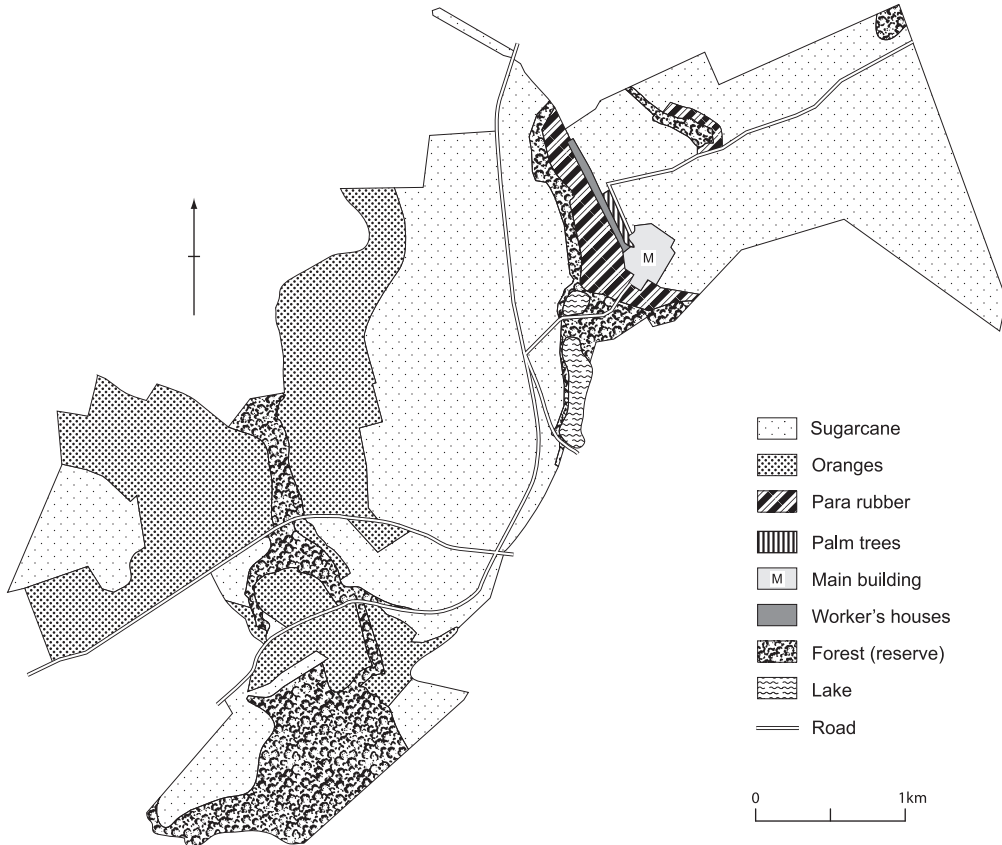 M
Sugarcane
Oranges
Para rubber
Palm trees
M Main building
Worker's houses
Forest (reserve)
Lake
Road
0 1km